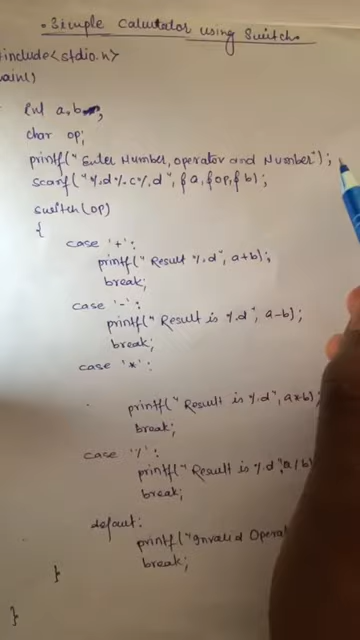 Simple Calculator using Switch
#include<stdio.h>
main()
int a,b;
char op;
printf("Enter Number, operator and Number");
scanf("%d%c%d", &a, &op, &b);
switch(op)
{
case '+':
printf("Result %d", a+b);
break;
case '-':
printf("Result is %d", a-b);
break;
case '*':
printf("Result is %d", a*b);
break;
case '/':
printf("Result is %d", a/b)
break;
default:
printf("Invalid Operat
break;
}
}